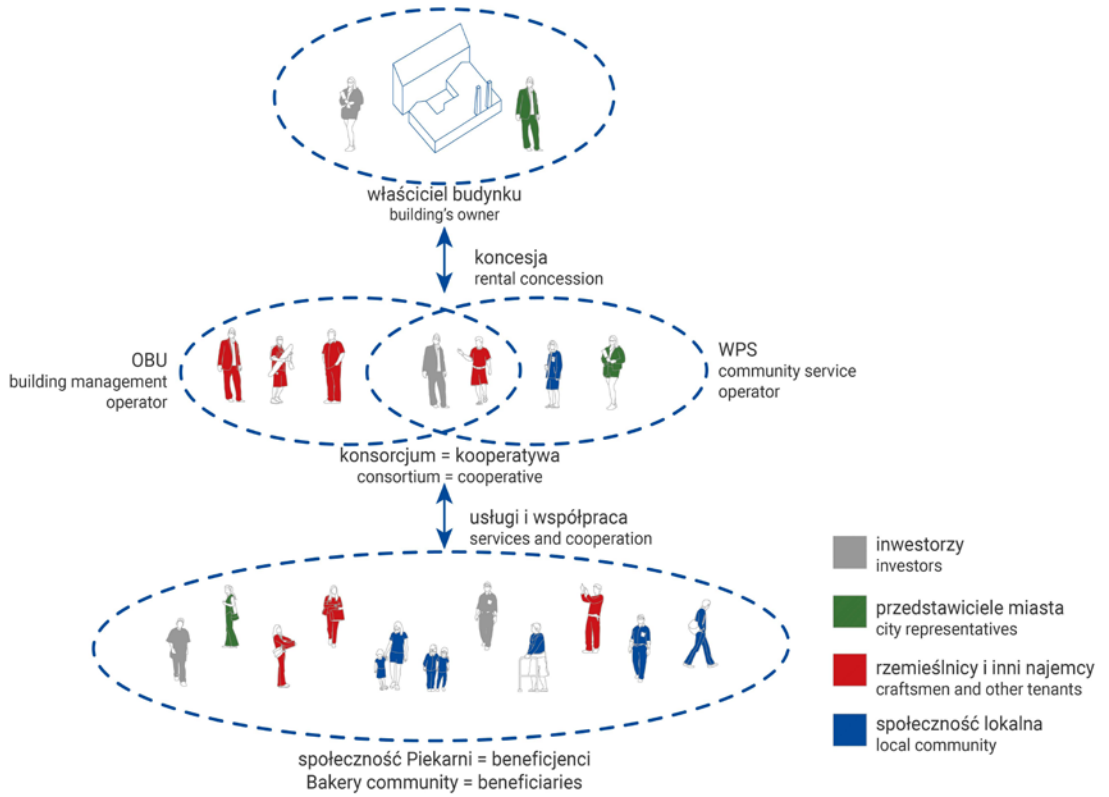 właściciel budynku
building's owner
koncesja
rental concession
OBU
building management
operator
WPS
community service
operator
konsorcjum = kooperatywa
consortium = cooperative
usługi i współpraca
services and cooperation
inwestorzy
investors
przedstawiciele miasta
city representatives
rzemieślnicy i inni najemcy
craftsmen and other tenants
społeczność lokalna
local community
społeczność Piekarni = beneficjenci
Bakery community = beneficiaries